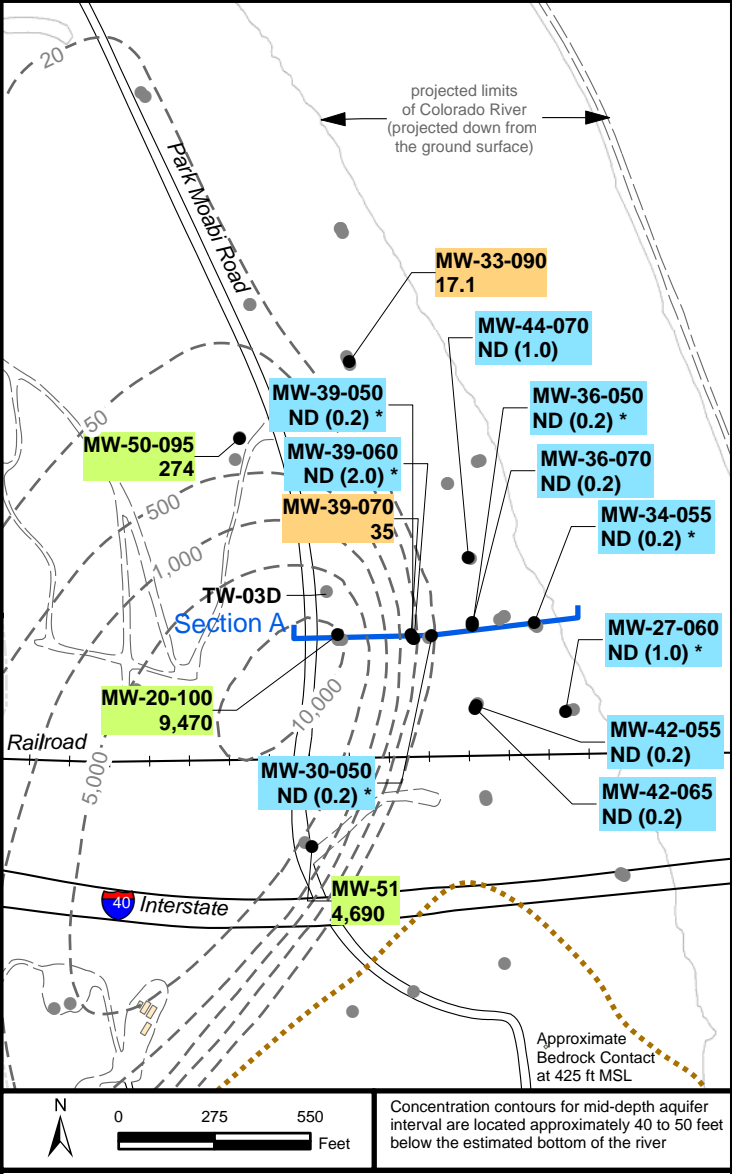 20
projected limits
of Colorado River
(projected down from
the ground surface)
Park Moabi Road
MW-33-090
17.1
MW-44-070
ND (1.0)
MW-39-050
ND (0.2) *
MW-36-050
ND (0.2) *
50
MW-50-095
274
MW-39-060
ND (2.0) *
MW-36-070
ND (0.2)
500
MW-39-070
35
MW-34-055
ND (0.2) *
1,000
TW-03D
Section A
MW-27-060
ND (1.0) *
MW-20-100
9,470
10,000
Railroad
MW-42-055
ND (0.2)
5,000
MW-30-050
ND (0.2) *
MW-42-065
ND (0.2)
MW-51
4,690
40
Interstate
Approximate
Bedrock Contact
at 425 ft MSL
N
0 275 550
Feet
Concentration contours for mid-depth aquifer
interval are located approximately 40 to 50 feet
below the estimated bottom of the river